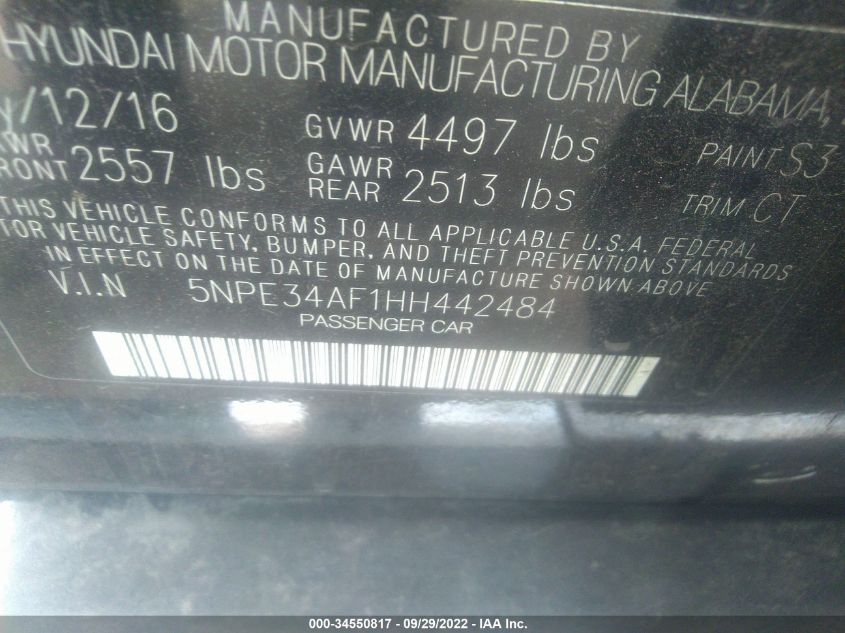 MANUFACTURED BY
HYUNDAI MOTOR MANUFACTURING ALABAMA,
/12/16 GVWR 4497 lbs PAINT S3
FRONT 2557 lbs GAWR REAR 2513 lbs TRIM CT
THIS VEHICLE CONFORMS TO ALL APPLICABLE U.S.A. FEDERAL
TOR VEHICLE SAFETY, BUMPER, AND THEFT PREVENTION STANDARDS
IN EFFECT ON THE DATE OF MANUFACTURE SHOWN ABOVE
V.I.N 5NPE34AF1HH442484
PASSENGER CAR
000-34550817 - 09/29/2022 - IAA Inc.